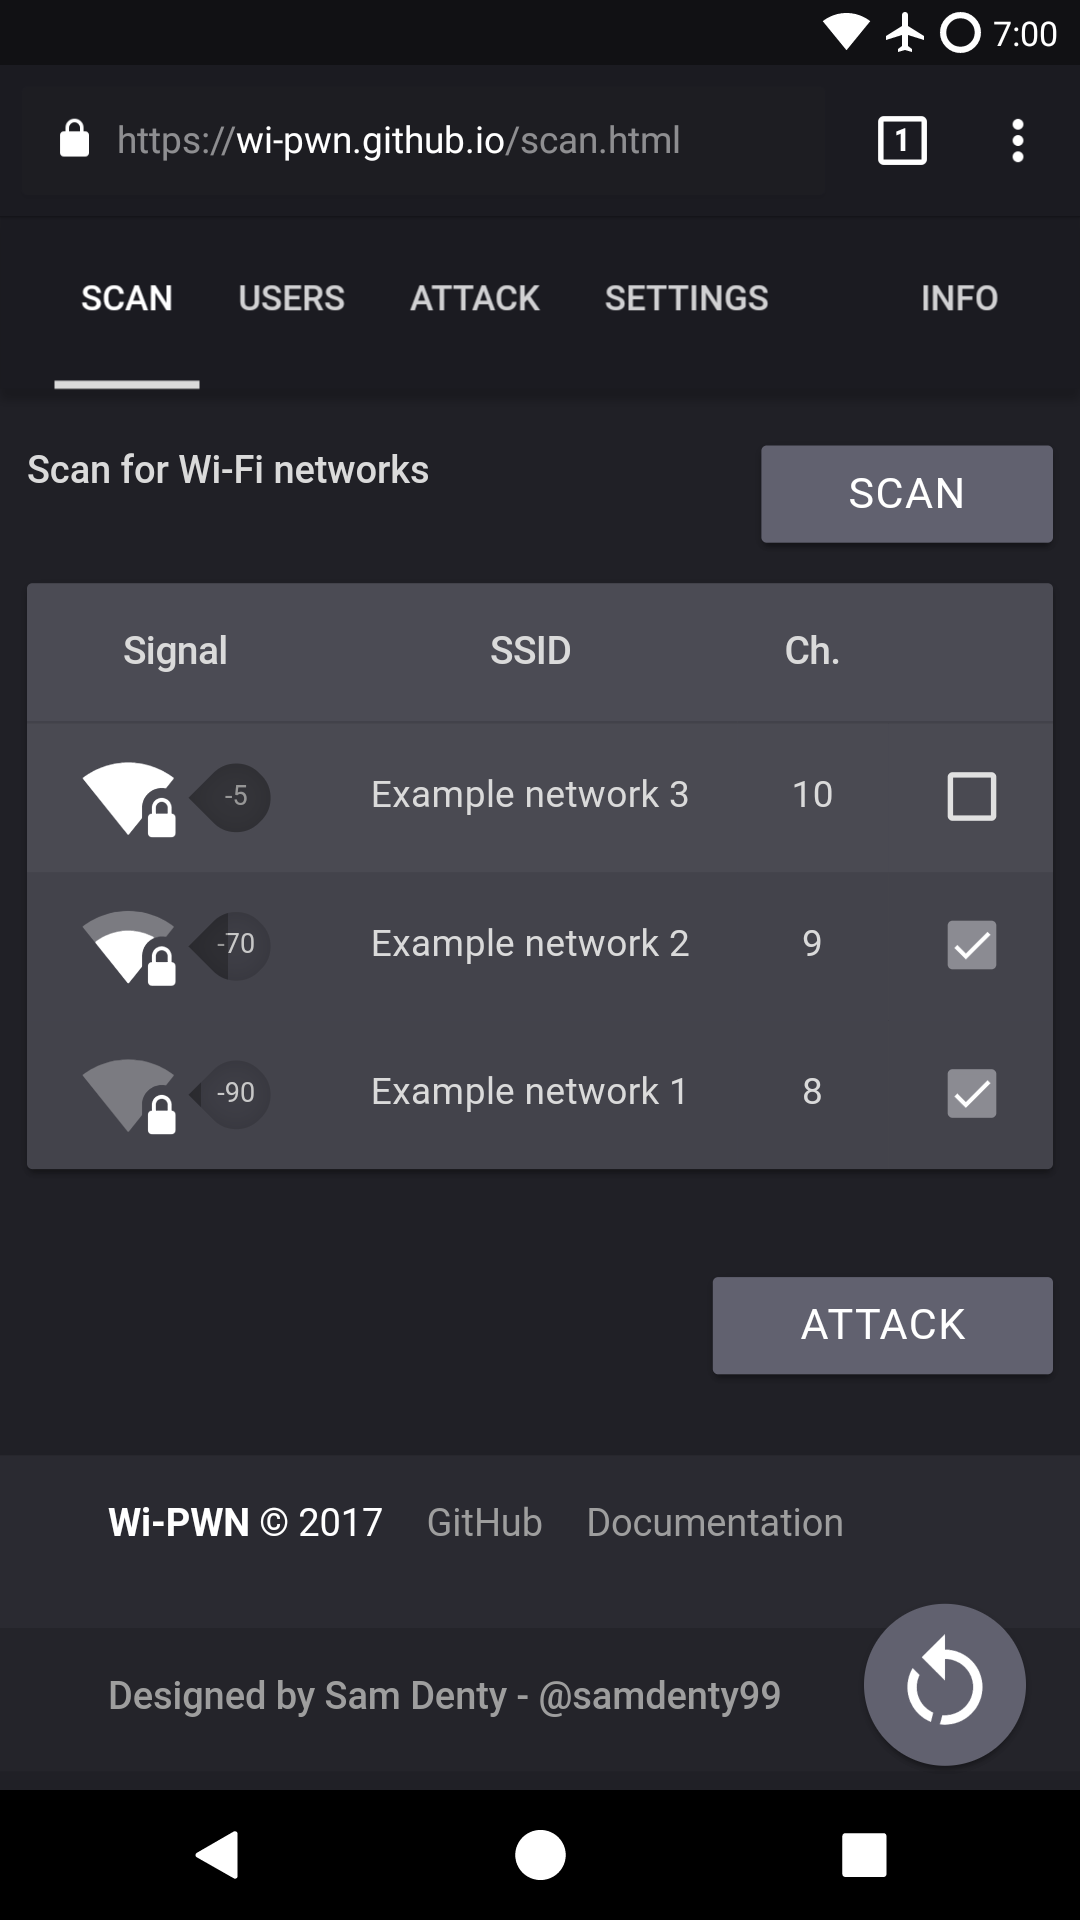 7:00
https://wi-pwn.github.io/scan.html
1
SCAN USERS ATTACK SETTINGS INFO
Scan for Wi-Fi networks
SCAN
Signal SSID Ch.
-5 Example network 3 10
-70 Example network 2 9
-90 Example network 1 8
ATTACK
Wi-PWN © 2017 GitHub Documentation
Designed by Sam Denty - @samdenty99